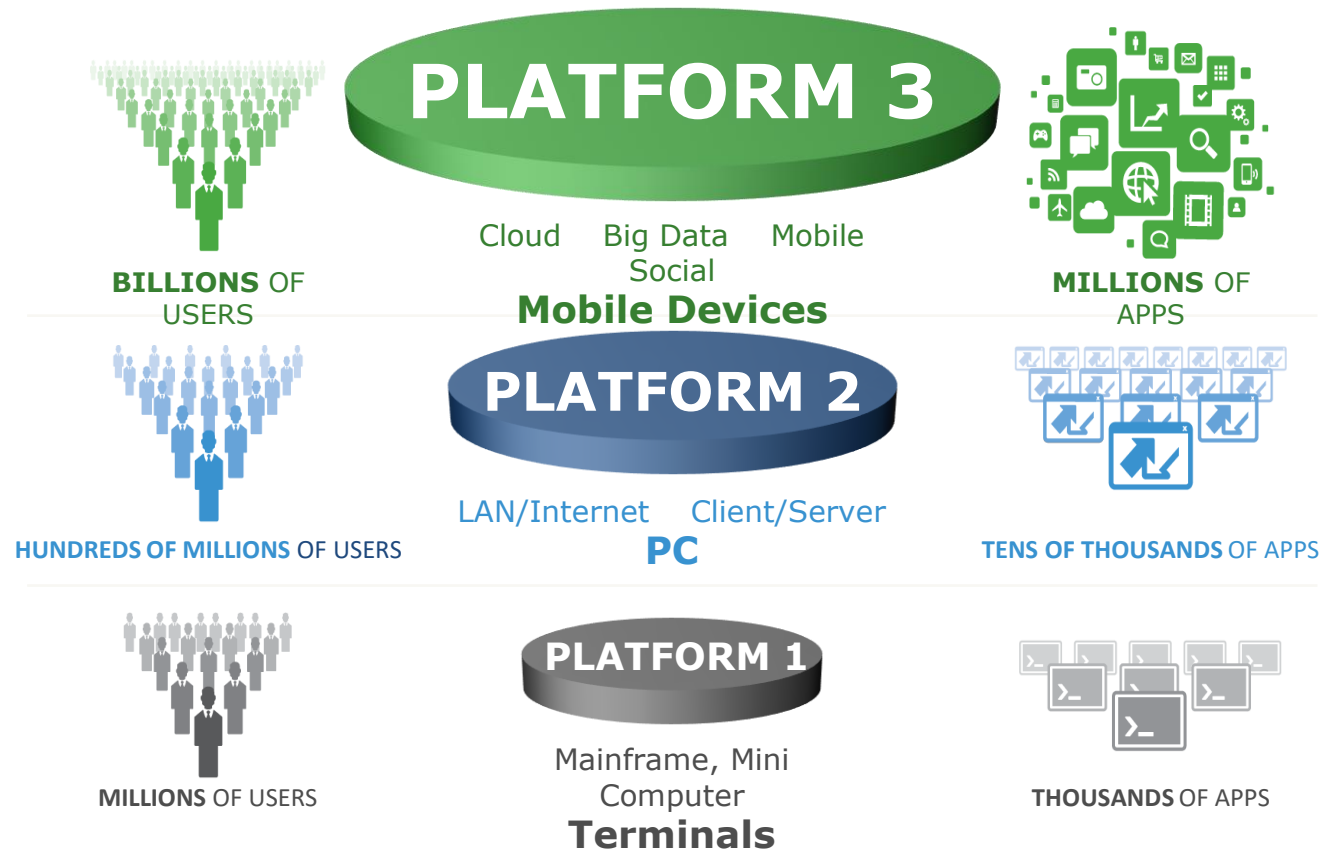 PLATFORM 3
Cloud Big Data Mobile
Social
Mobile Devices
BILLIONS OF
USERS
MILLIONS OF
APPS
PLATFORM 2
LAN/Internet Client/Server
PC
HUNDREDS OF MILLIONS OF USERS
TENS OF THOUSANDS OF APPS
PLATFORM 1
Mainframe, Mini
Computer
Terminals
MILLIONS OF USERS
THOUSANDS OF APPS